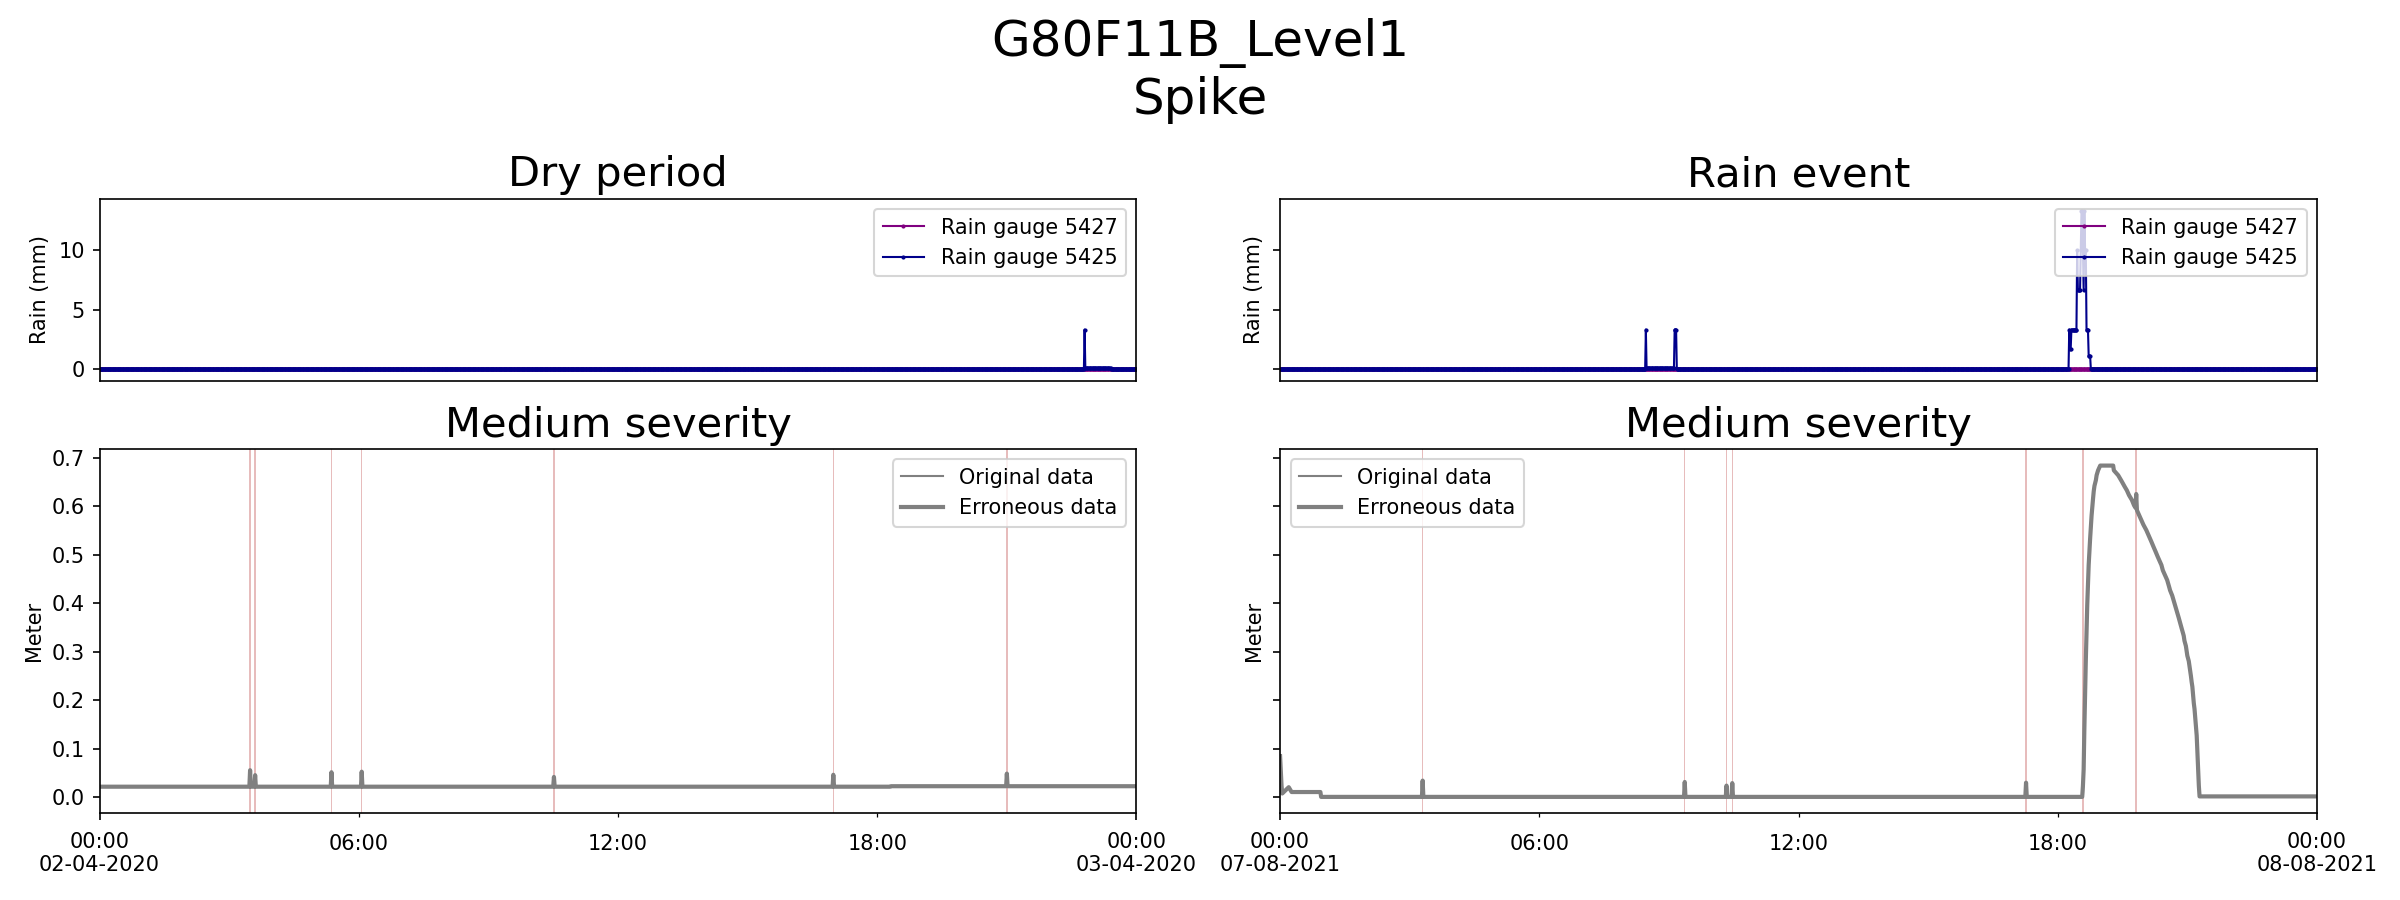 G80F11B_Level1
Spike
Dry period
Rain event
Rain (mm)
10
5
0
Rain gauge 5427
Rain gauge 5425
Rain (mm)
Rain gauge 5427
Rain gauge 5425
Medium severity
Medium severity
Meter
0.7
0.6
0.5
0.4
0.3
0.2
0.1
0.0
Original data
Erroneous data
Meter
Original data
Erroneous data
00:00
02-04-2020
06:00
12:00
18:00
00:00
03-04-2020
00:00
07-08-2021
06:00
12:00
18:00
00:00
08-08-2021